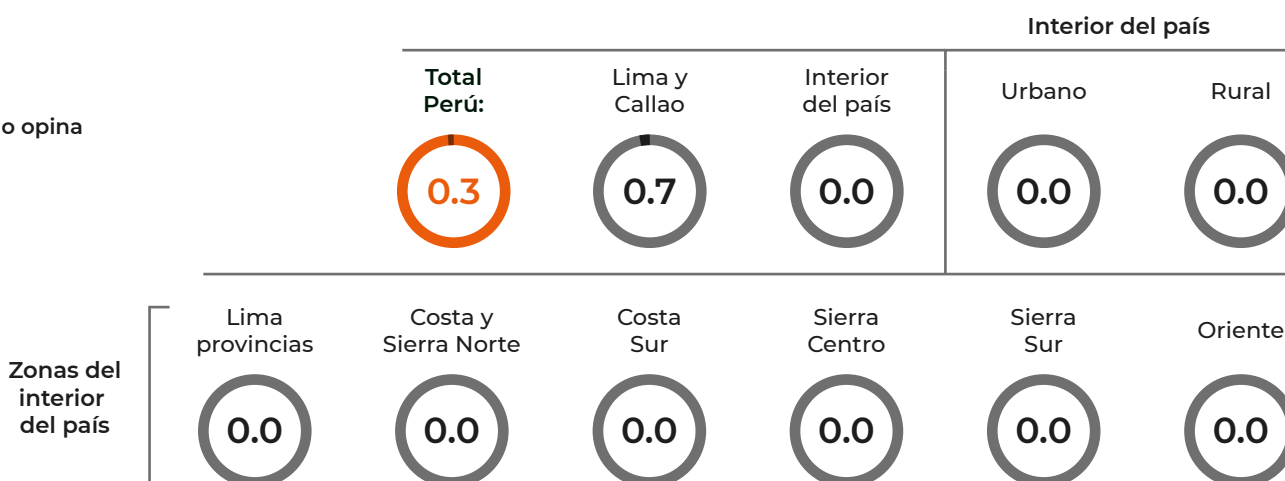 Interior del país
Total
Perú:
Lima y
Callao
Interior
del país
Urbano
Rural
o opina
0.3
0.7
0.0
0.0
0.0
Lima
provincias
Costa y
Sierra Norte
Costa
Sur
Sierra
Centro
Sierra
Sur
Oriente
Zonas del
interior
del país
0.0
0.0
0.0
0.0
0.0
0.0